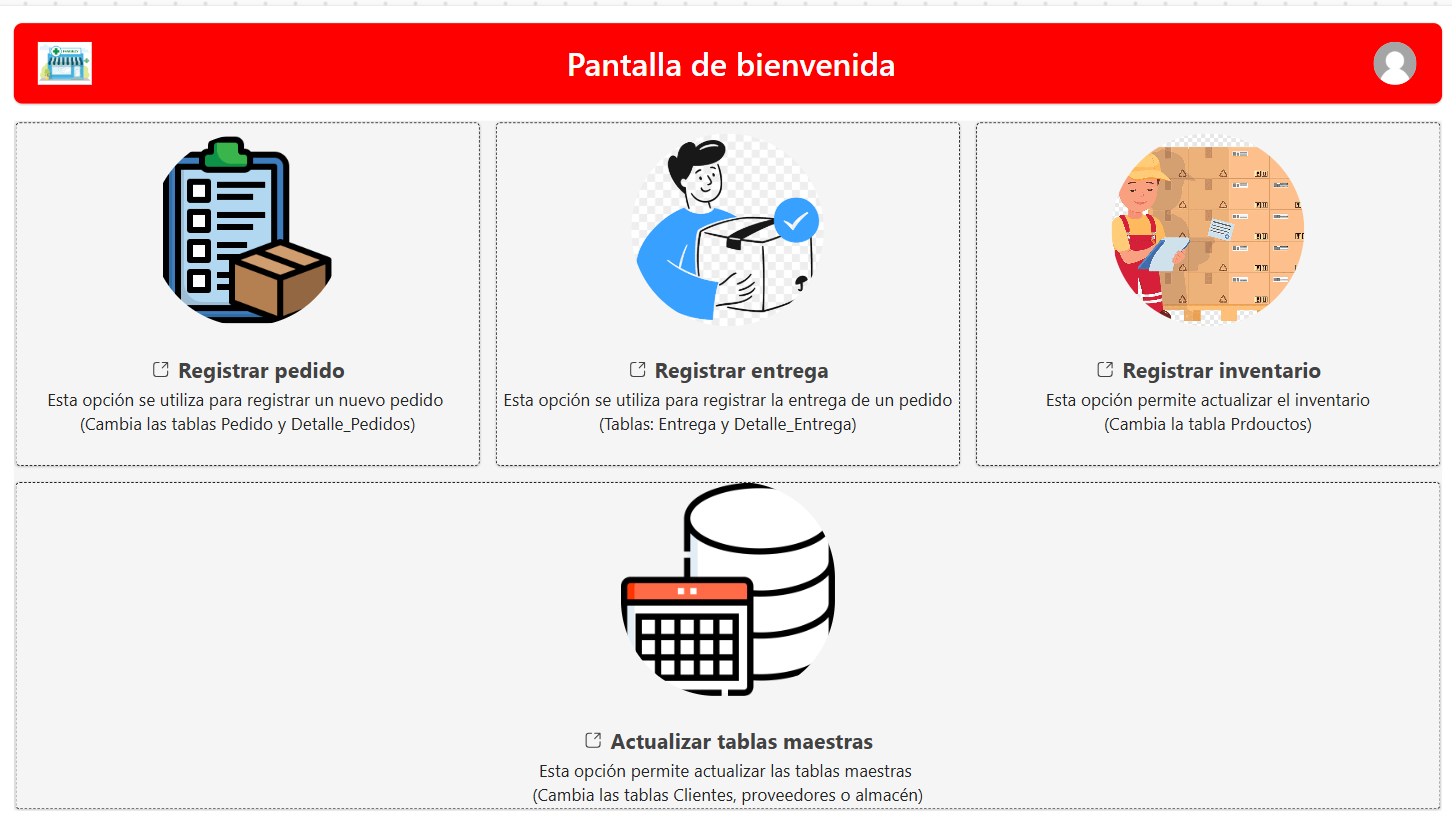 Pantalla de bienvenida
Registrar pedido
Esta opción se utiliza para registrar un nuevo pedido
(Cambia las tablas Pedido y Detalle_Pedidos)
Registrar entrega
Esta opción se utiliza para registrar la entrega de un pedido
(Tablas: Entrega y Detalle_Entrega)
Registrar inventario
Esta opción permite actualizar el inventario
(Cambia la tabla Prdouctos)
Actualizar tablas maestras
Esta opción permite actualizar las tablas maestras
(Cambia las tablas Clientes, proveedores o almacén)